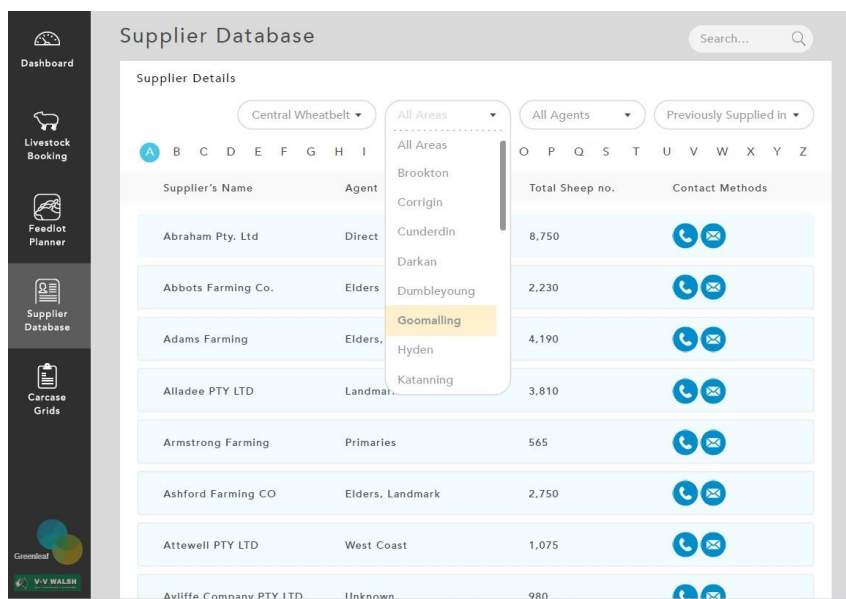 Supplier Database
Search...
Dashboard
Livestock
Booking
Feedlot
Planner
Supplier
Database
Carcase
Grids
Greenleaf
V·V WALSH
Supplier Details
Central Wheatbelt
All Areas
All Agents
Previously Supplied in
A B C D E F G H I O P Q S T U V W X Y Z
All Areas
Brookton
Corrigin
Cunderdin
Darkan
Dumbleyoung
Goomalling
Hyden
Katanning
Supplier's Name Agent Total Sheep no. Contact Methods
Abraham Pty. Ltd Direct 8,750
Abbots Farming Co. Elders 2,230
Adams Farming Elders, 4,190
Alladee PTY LTD 3,810
Armstrong Farming Primaries 565
Ashford Farming CO Elders, Landmark 2,750
Attewell PTY LTD West Coast 1,075
Ayliffe Company PTY LTD Unknown 980